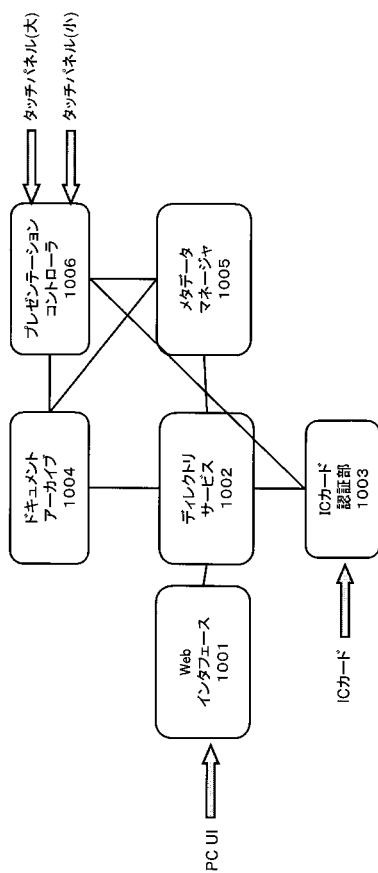 タッチパネル(大)
タッチパネル(小)
プレゼンテーション
コントローラ
1006
メタデータ
マネージャ
1005
ドキュメント
アーカイブ
1004
ディレクトリ
サービス
1002
ICカード
認証部
1003
Web
インタフェース
1001
PC UI
ICカード